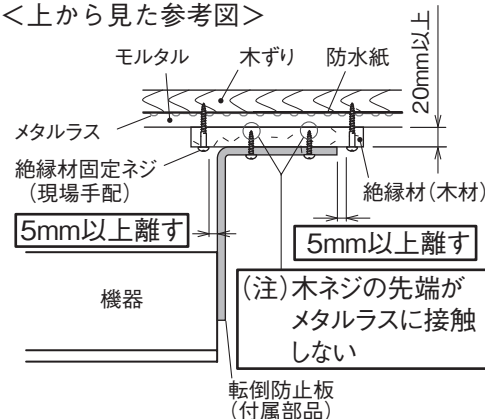 ＜上から見た参考図＞
モルタル
木ずり
防水紙
20mm以上
メタルラス
絶縁材固定ネジ
（現場手配）
絶縁材（木材）
5mm以上離す
5mm以上離す
機器
（注）木ネジの先端が
メタルラスに接触
しない
転倒防止板
（付属部品）